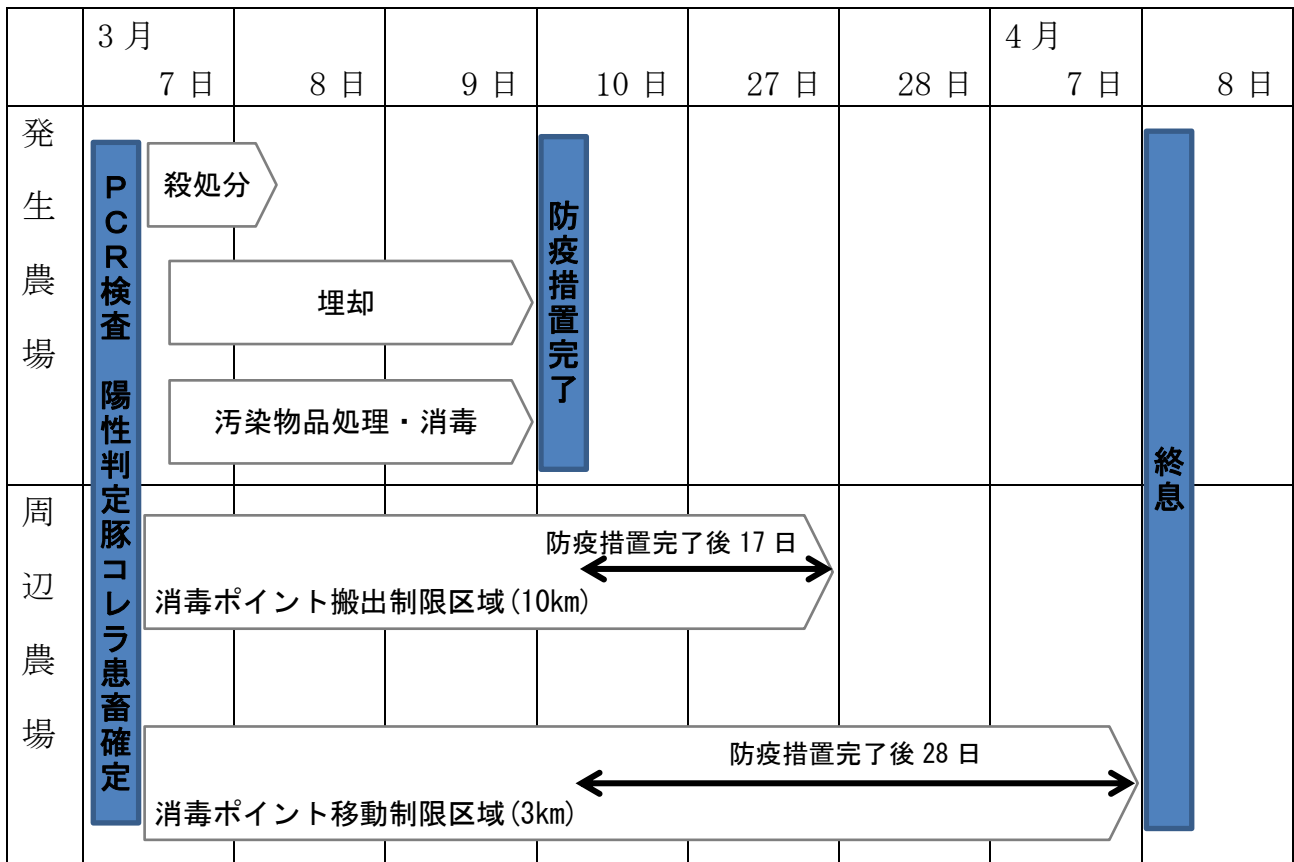 3月 4月
7日 8日 9日 10日 27日 28日 7日 8日
発生農場
PCR検査 陽性判定豚コレラ患畜確定
殺処分
埋却
汚染物品処理・消毒
防疫措置完了
終息
周辺農場
防疫措置完了後17日
消毒ポイント搬出制限区域(10km)
防疫措置完了後28日
消毒ポイント移動制限区域(3km)